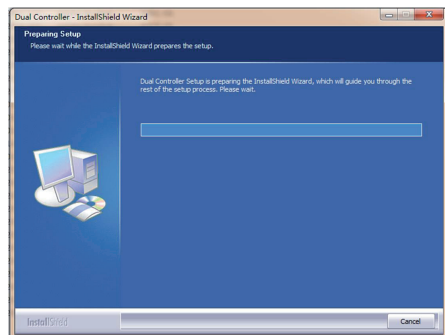 Dual Controller - InstallShield Wizard
Preparing Setup
Please wait while the InstallShield Wizard prepares the setup.
Dual Controller Setup is preparing the InstallShield Wizard, which will guide you through the
rest of the setup process. Please wait.
InstallShield
Cancel